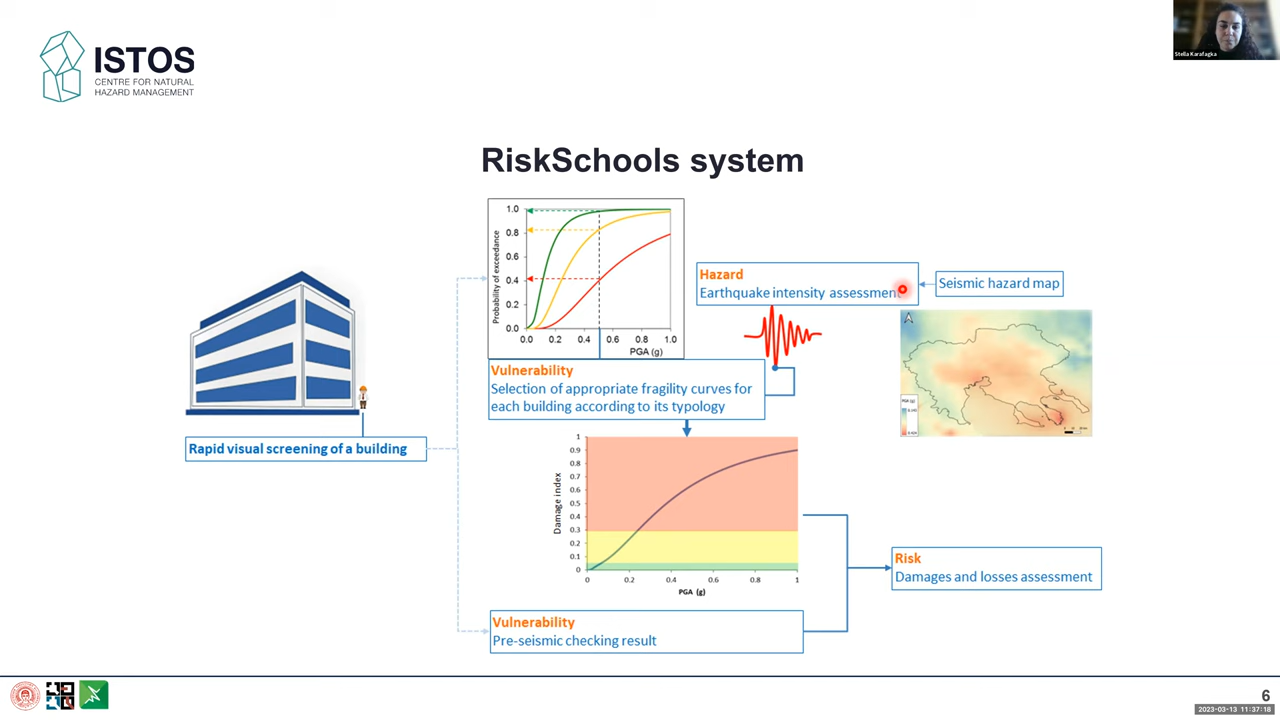 Stella Karafagka
ISTOS
CENTRE FOR NATURAL
HAZARD MANAGEMENT
RiskSchools system
Probability of exceedance
1.0
0.8
0.6
0.4
0.2
0.0
0.0 0.2 0.4 0.6 0.8 1.0
PGA (g)
Hazard
Earthquake intensity assessment
Seismic hazard map
Vulnerability
Selection of appropriate fragility curves for
each building according to its typology
PGA (g)
Rapid visual screening of a building
Damage index
1
0.9
0.8
0.7
0.6
0.5
0.4
0.3
0.2
0.1
0
0 0.2 0.4 0.6 0.8 1
PGA (g)
Risk
Damages and losses assessment
Vulnerability
Pre-seismic checking result
6
2023-03-13 11:37:18